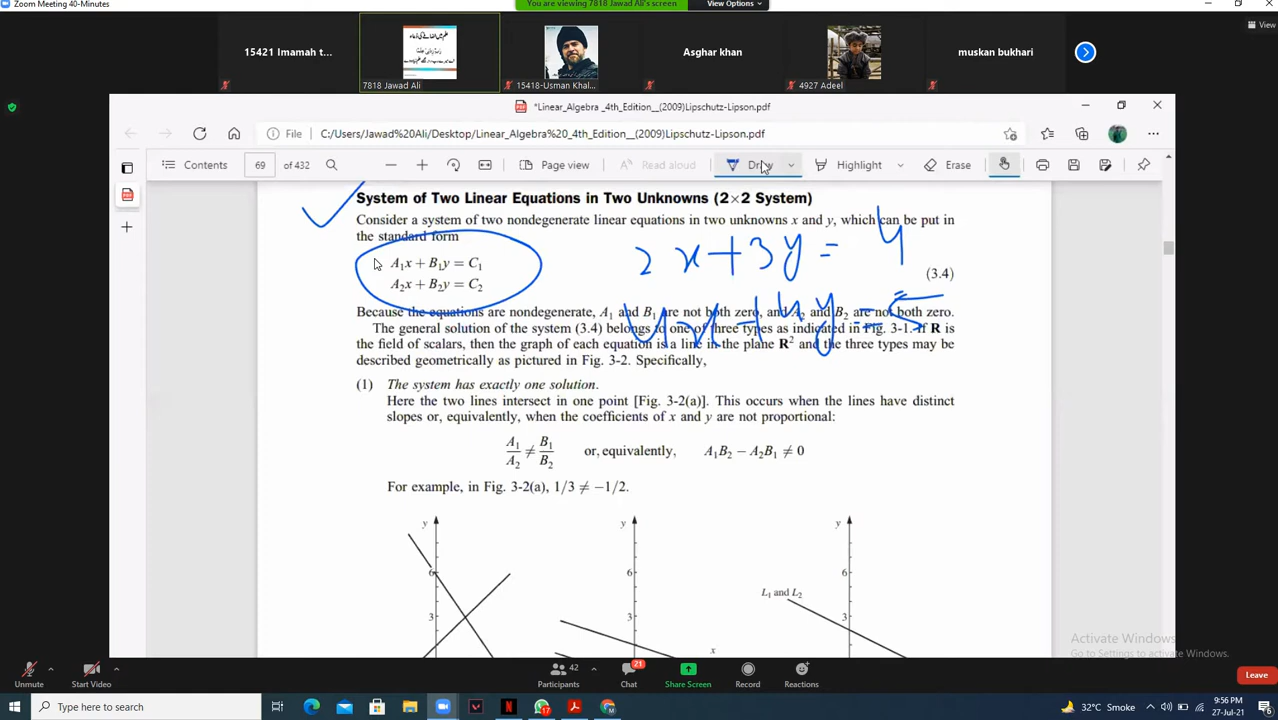 Zoom Meeting 40-Minutes
You are viewing 7818 Jawad Ali's screen
View Options
View
15421 Imamah t...
7818 Jawad Ali
15418-Usman Khal...
Asghar khan
4927 Adeel
muskan bukhari
*Linear_Algebra _4th_Edition__(2009)Lipschutz-Lipson.pdf
File C:/Users/Jawad%20Ali/Desktop/Linear_Algebra%20_4th_Edition__(2009)Lipschutz-Lipson.pdf
Contents 69 of 432 Page view Read aloud Draw Highlight Erase
System of Two Linear Equations in Two Unknowns (2×2 System)
Consider a system of two nondegenerate linear equations in two unknowns x and y, which can be put in
the standard form
2x+3y=4
A₁x + B₁y = C₁
A₂x + B₂y = C₂
(3.4)
4x+4y=5
Because the equations are nondegenerate, A₁ and B₁ are not both zero, and A₂ and B₂ are not both zero.
The general solution of the system (3.4) belongs to one of three types as indicated in Fig. 3-1. If R is
the field of scalars, then the graph of each equation is a line in the plane R² and the three types may be
described geometrically as pictured in Fig. 3-2. Specifically,
(1) The system has exactly one solution.
Here the two lines intersect in one point [Fig. 3-2(a)]. This occurs when the lines have distinct
slopes or, equivalently, when the coefficients of x and y are not proportional:
A₁/A₂ ≠ B₁/B₂ or, equivalently, A₁B₂ − A₂B₁ ≠ 0
For example, in Fig. 3-2(a), 1/3 ≠ −1/2.
y y y
6 6 6
L₁ and L₂
3 3 3
x
Activate Windows
Go to Settings to activate Windows.
Unmute
Start Video
42
Participants
21
Chat
Share Screen
Record
Reactions
Leave
Type here to search
17
32°C Smoke
9:56 PM
27-Jul-21
6